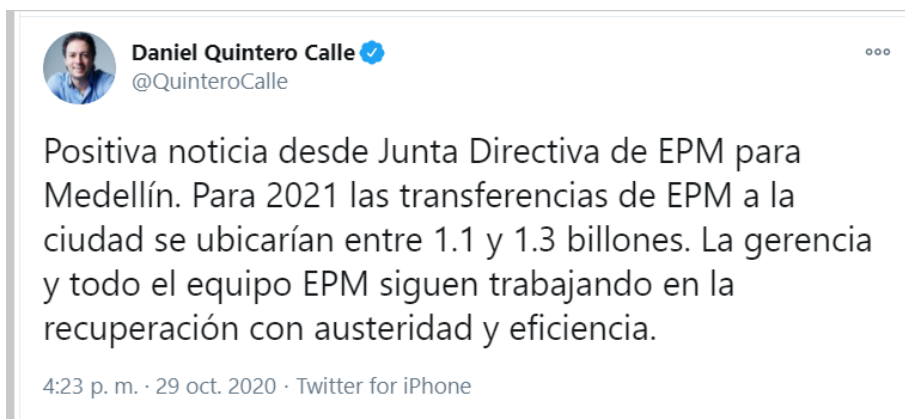 Daniel Quintero Calle
@QuinteroCalle
Positiva noticia desde Junta Directiva de EPM para
Medellín. Para 2021 las transferencias de EPM a la
ciudad se ubicarían entre 1.1 y 1.3 billones. La gerencia
y todo el equipo EPM siguen trabajando en la
recuperación con austeridad y eficiencia.
4:23 p. m. · 29 oct. 2020 · Twitter for iPhone